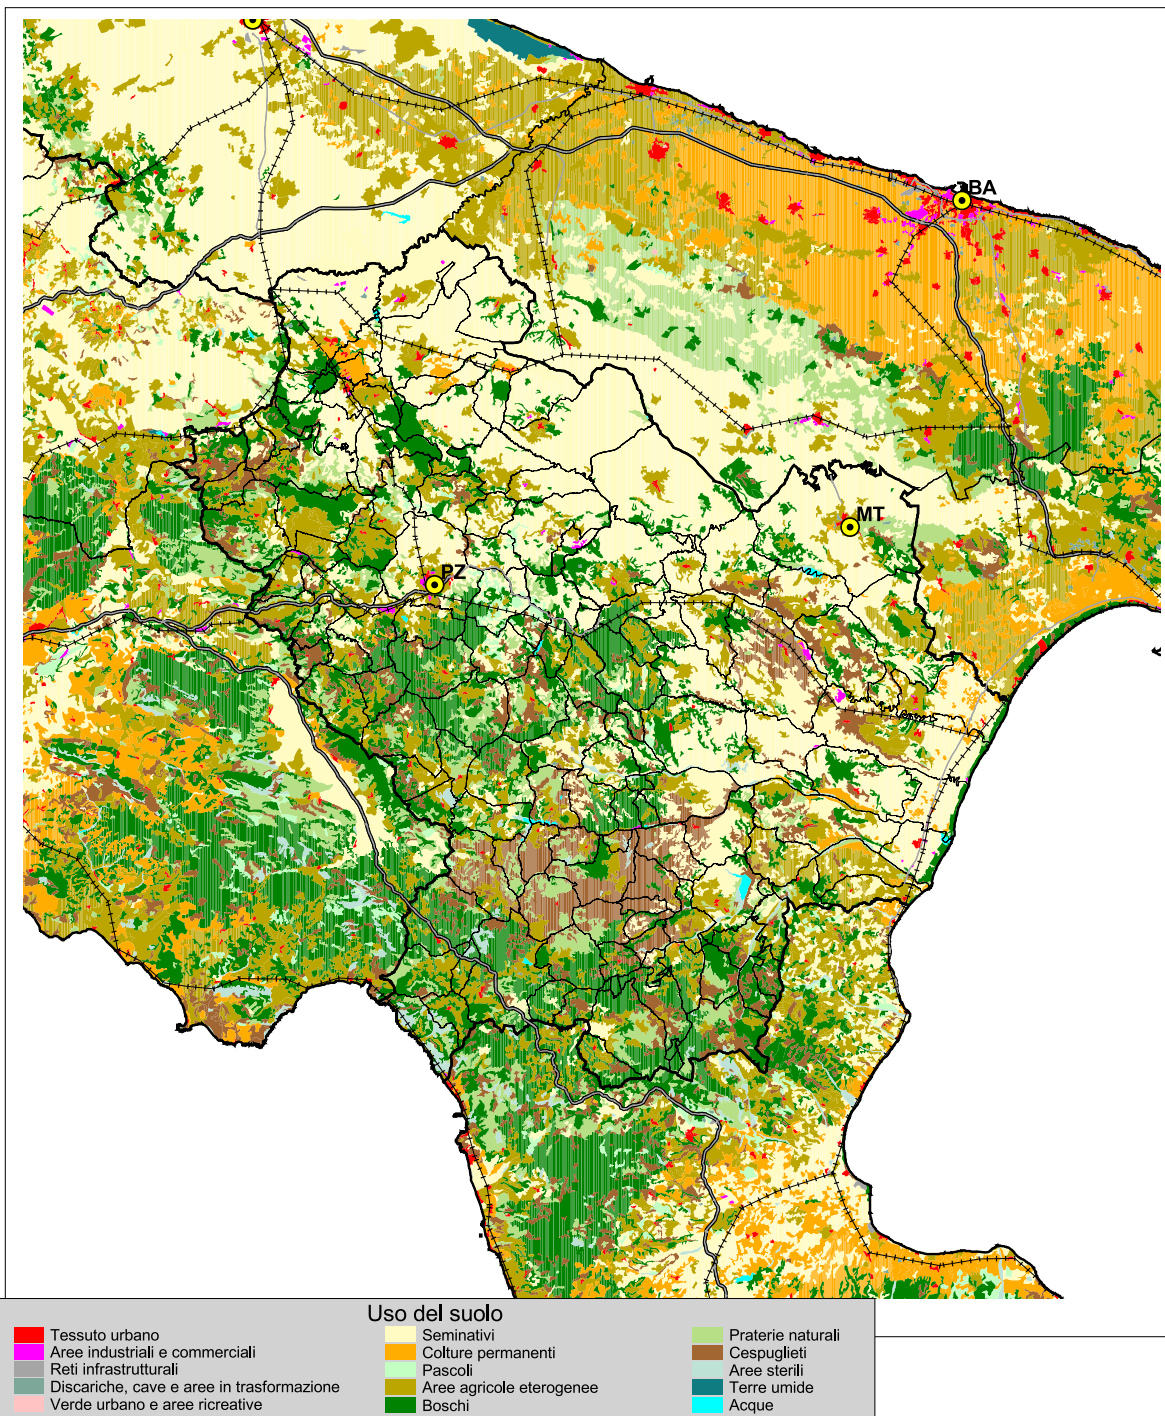 BA
MT
PZ
Uso del suolo
Tessuto urbano
Aree industriali e commerciali
Reti infrastrutturali
Discariche, cave e aree in trasformazione
Verde urbano e aree ricreative
Seminativi
Colture permanenti
Pascoli
Aree agricole eterogenee
Boschi
Praterie naturali
Cespuglieti
Aree sterili
Terre umide
Acque